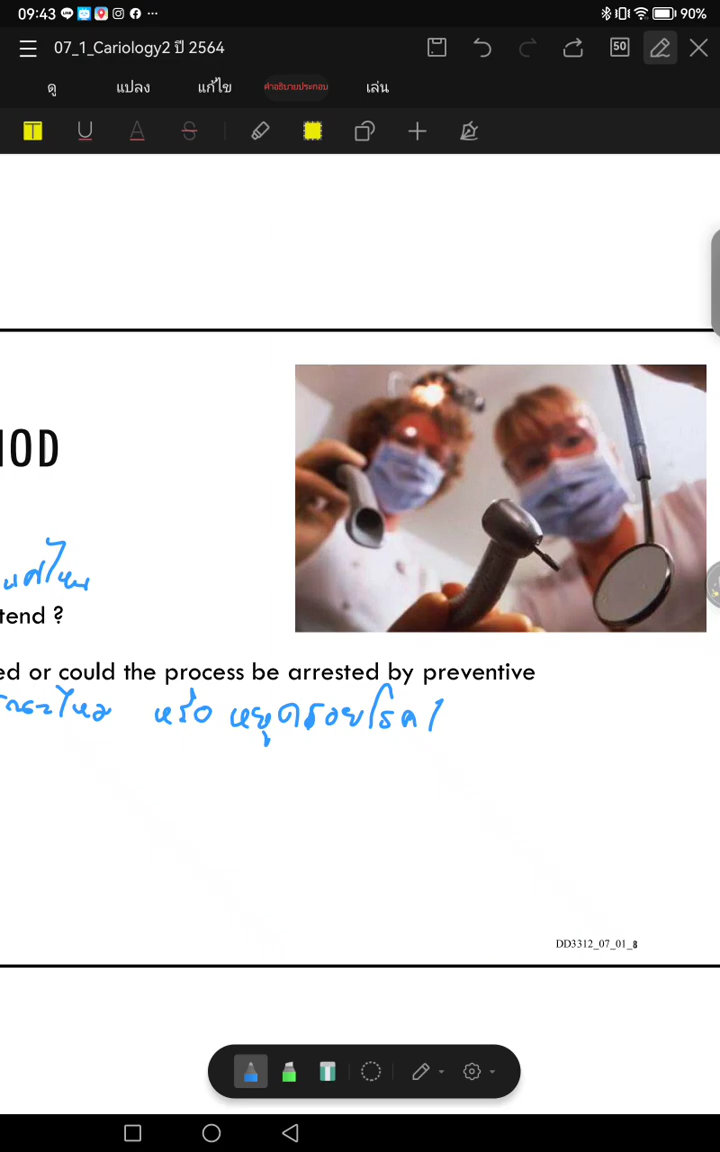 09:43 90%
07_1_Cariology2 ปี 2564 50
ดู แปลง แก้ไข คำอธิบายประกอบ เล่น
T U A S
IOD
tend ?
ed or could the process be arrested by preventive
หรือ หยุดรอยโรค
DD3312_07_01_8